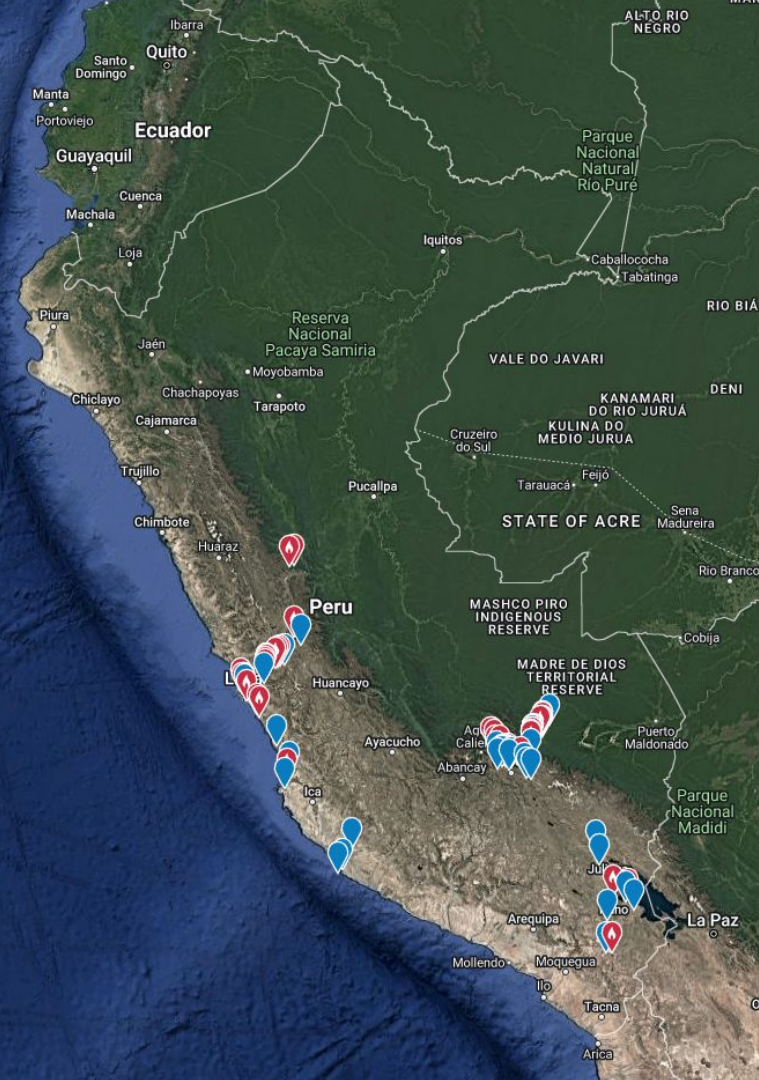 ALTO RIO
NEGRO
Ibarra
Quito
Santo
Domingo
Manta
Portoviejo
Ecuador
Guayaquil
Parque
Nacional
Natural
Río Puré
Cuenca
Machala
Loja
Iquitos
Caballococha
Tabatinga
RIO BIÁ
Piura
Reserva
Nacional
Pacaya Samiria
Jaén
VALE DO JAVARI
Moyobamba
Chachapoyas
Tarapoto
DENI
Chiclayo
KANAMARI
DO RIO JURUÁ
Cajamarca
KULINA DO
MEDIO JURUA
Cruzeiro
do Sul
Trujillo
Pucallpa
Feijó
Tarauacá
Chimbote
STATE OF ACRE
Sena
Madureira
Huaraz
Rio Branco
Peru
MASHCO PIRO
INDIGENOUS
RESERVE
Cobija
MADRE DE DIOS
TERRITORIAL
RESERVE
L
Huancayo
Ag
Calie
Puerto
Maldonado
Ayacucho
Abancay
Ica
Parque
Nacional
Madidi
Jul
no
Arequipa
La Paz
Mollendo
Moquegua
Ilo
Tacna
Arica